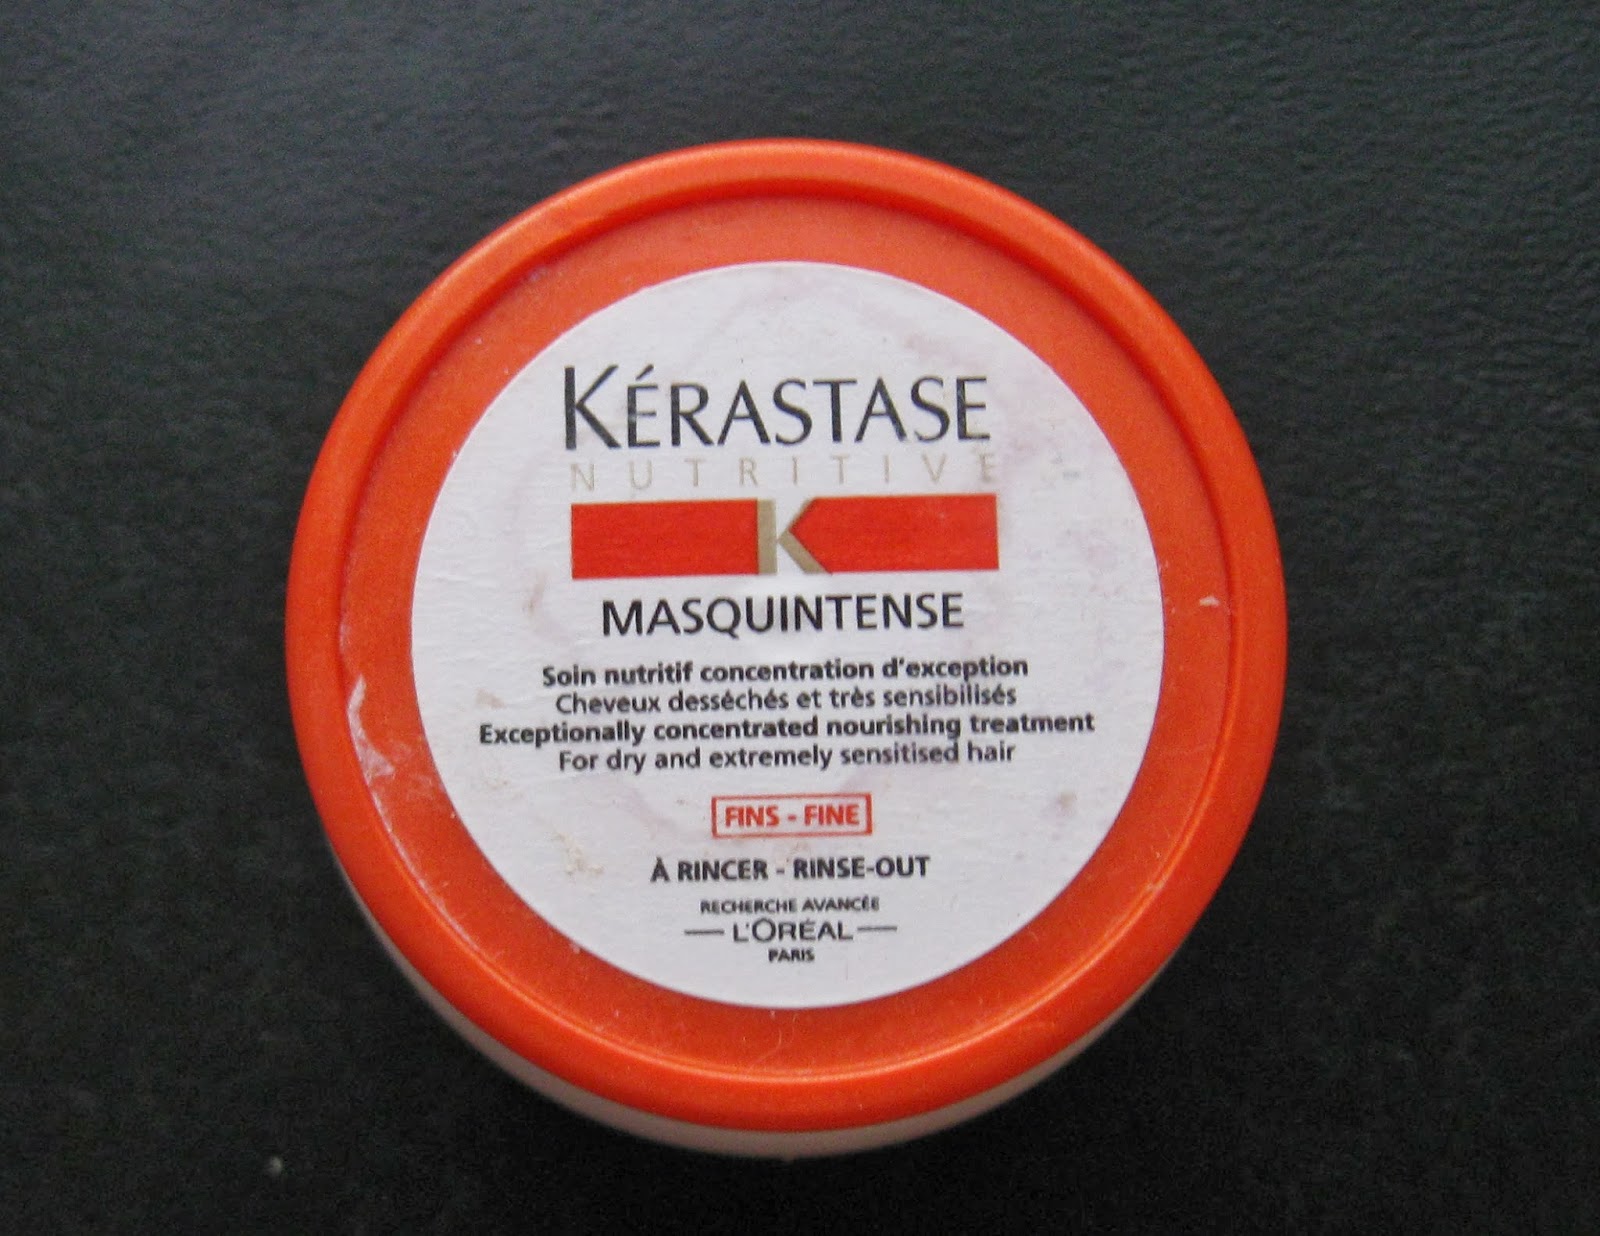 KÉRASTASE
NUTRITIVE
K
MASQUINTENSE
Soin nutritif concentration d'exception
Cheveux desséchés et très sensibilisés
Exceptionally concentrated nourishing treatment
For dry and extremely sensitised hair
FINS - FINE
À RINCER - RINSE-OUT
RECHERCHE AVANCÉE
L'ORÉAL
PARIS